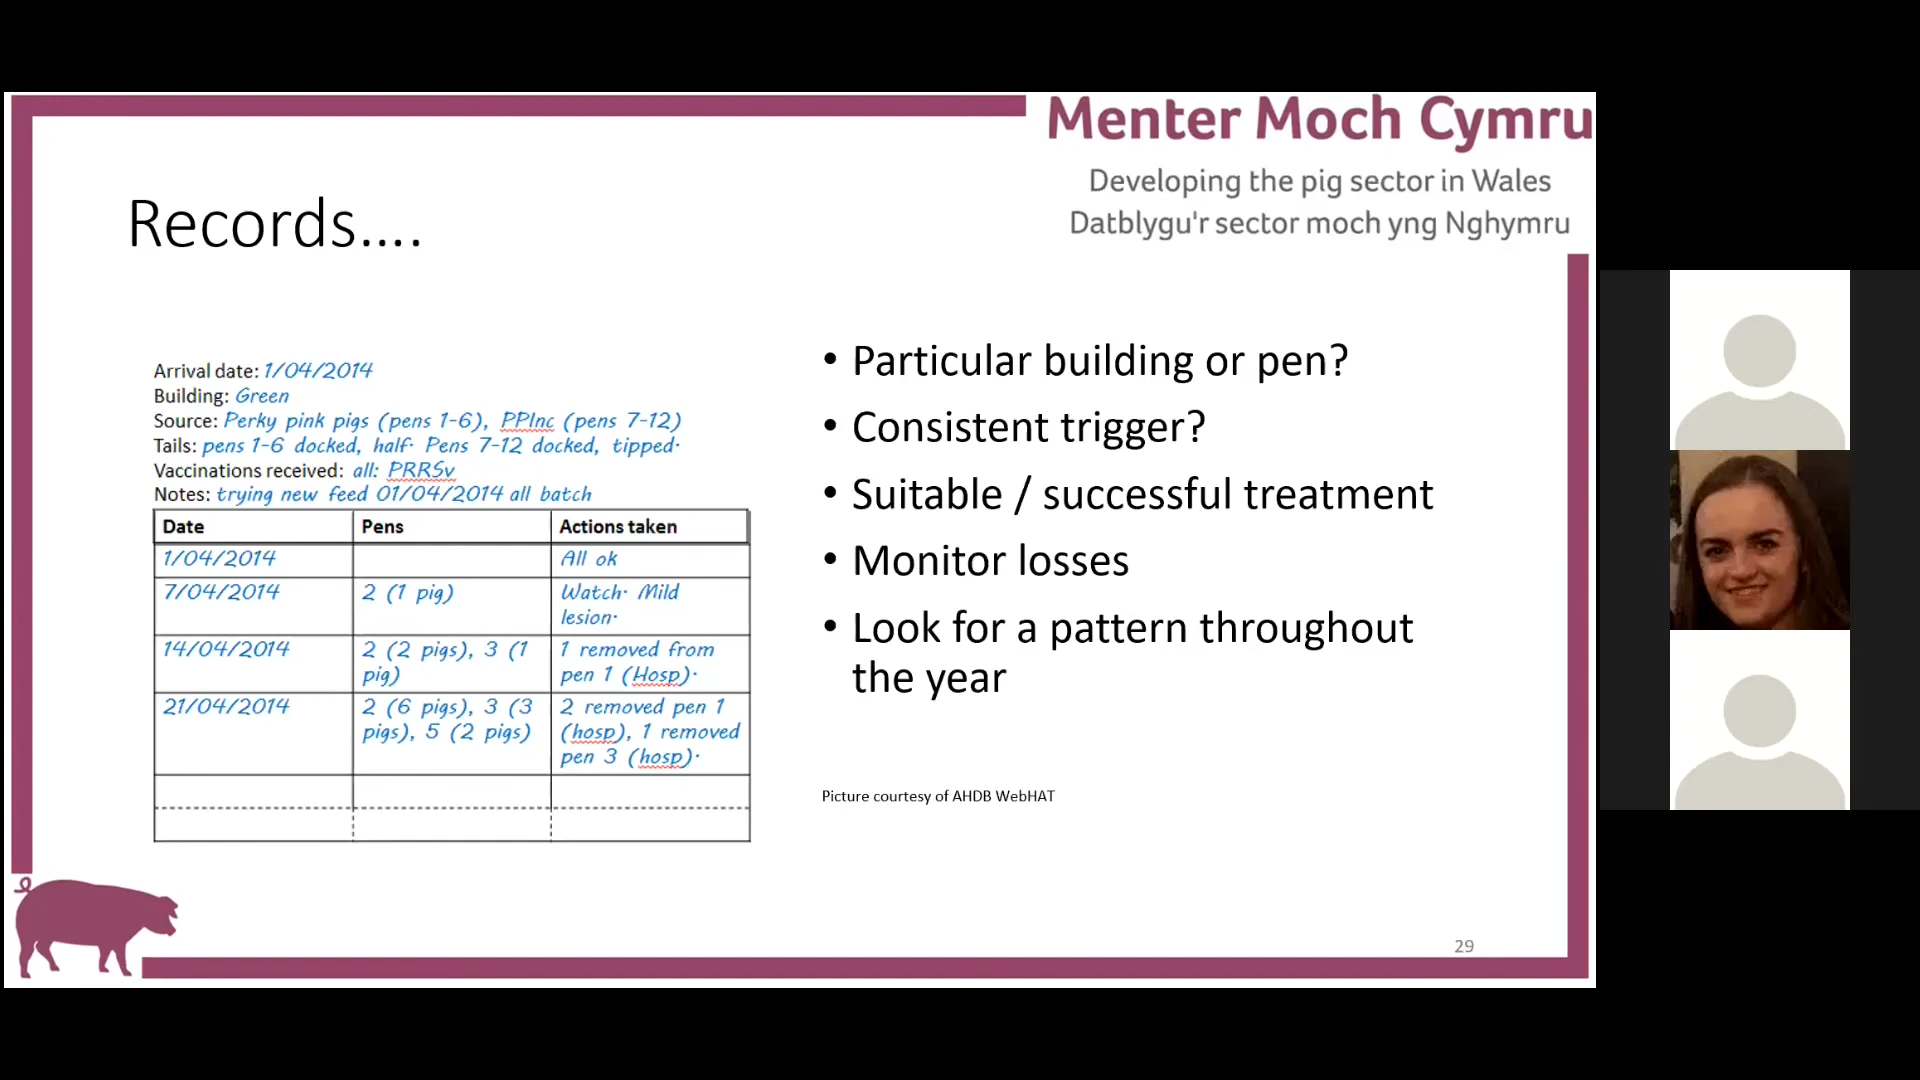 Menter Moch Cymru
Developing the pig sector in Wales
Datblygu'r sector moch yng Nghymru
Records....
Arrival date: 1/04/2014
Building: Green
Source: Perky pink pigs (pens 1-6), PPInc (pens 7-12)
Tails: pens 1-6 docked, half. Pens 7-12 docked, tipped.
Vaccinations received: all: PRRSv
Notes: trying new feed 01/04/2014 all batch
Date Pens Actions taken
1/04/2014 All ok
7/04/2014 2 (1 pig) Watch. Mild
lesion.
14/04/2014 2 (2 pigs), 3 (1 1 removed from
pig) pen 1 (Hosp).
21/04/2014 2 (6 pigs), 3 (3 2 removed pen 1
pigs), 5 (2 pigs) (hosp), 1 removed
pen 3 (hosp).
• Particular building or pen?
• Consistent trigger?
• Suitable / successful treatment
• Monitor losses
• Look for a pattern throughout
the year
Picture courtesy of AHDB WebHAT
29